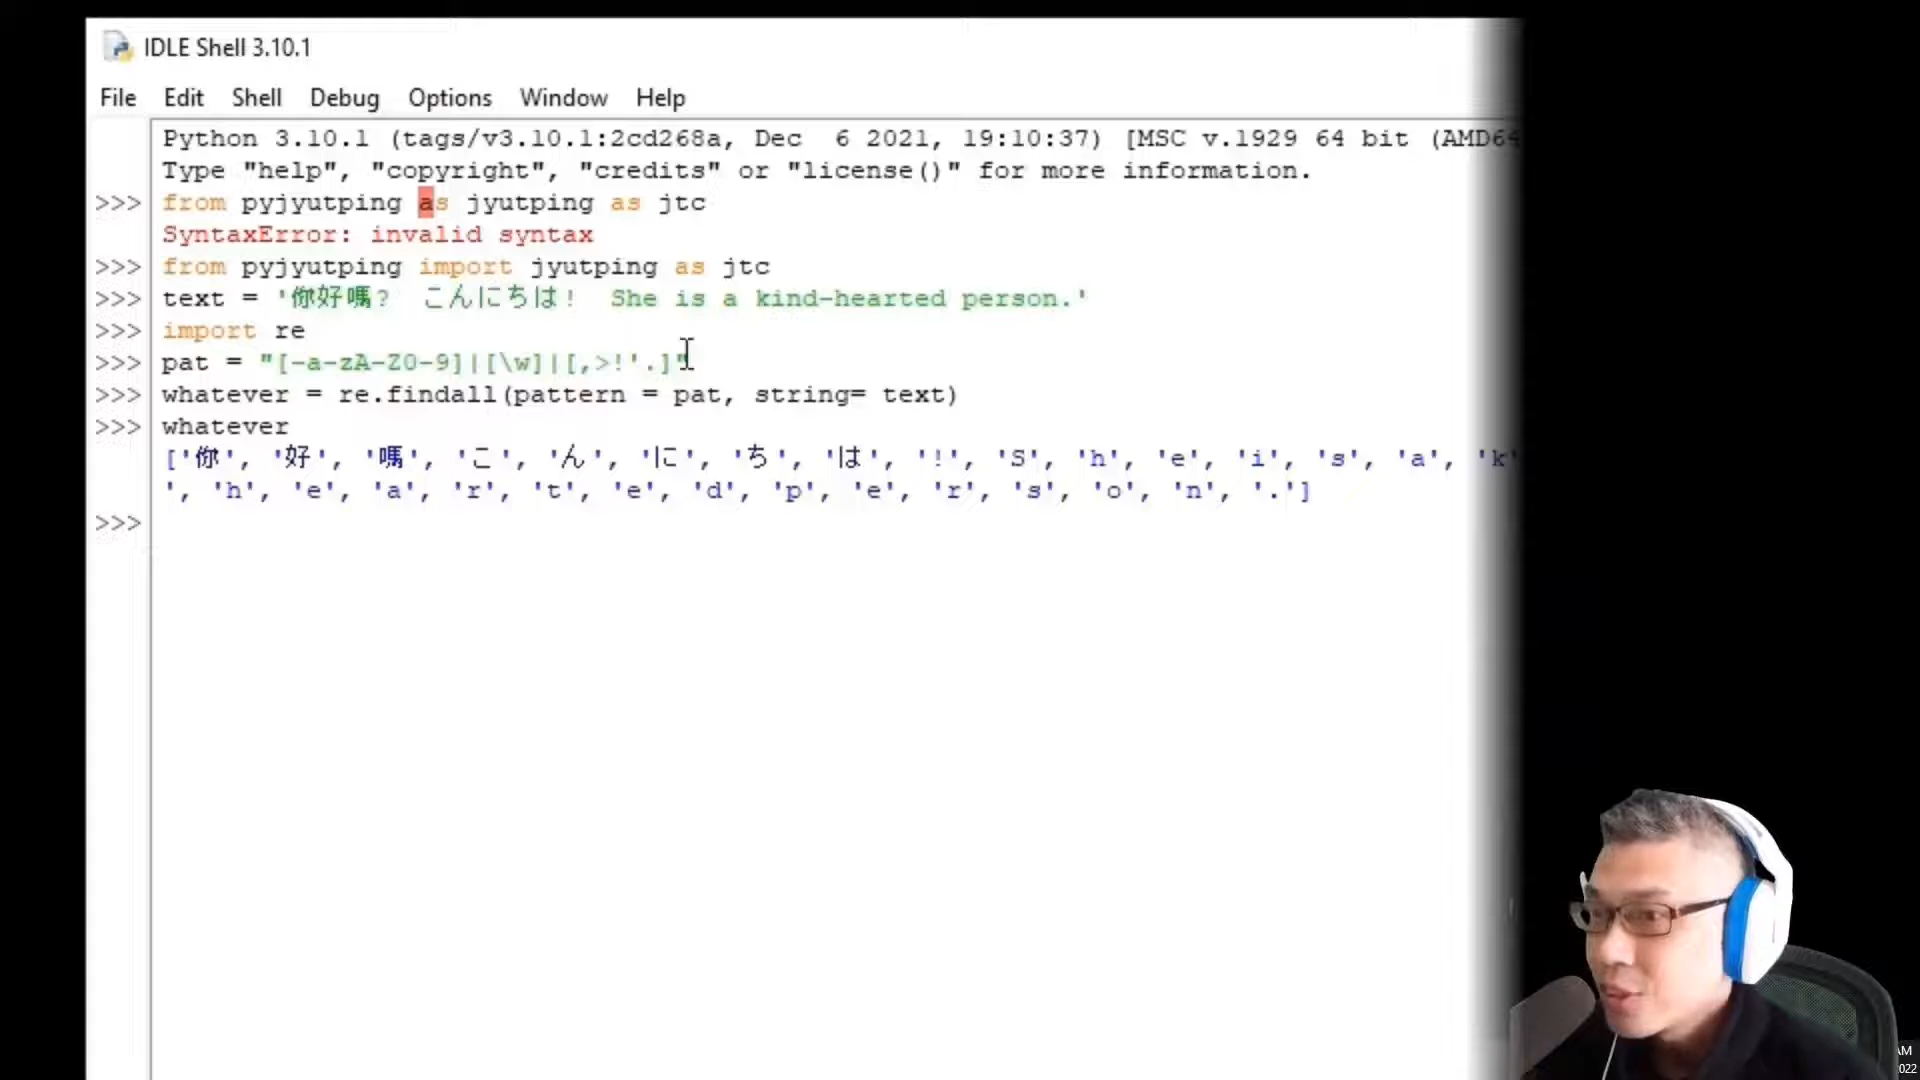 IDLE Shell 3.10.1
File Edit Shell Debug Options Window Help
Python 3.10.1 (tags/v3.10.1:2cd268a, Dec  6 2021, 19:10:37) [MSC v.1929 64 bit (AMD64
Type "help", "copyright", "credits" or "license()" for more information.
>>> from pyjyutping as jyutping as jtc
SyntaxError: invalid syntax
>>> from pyjyutping import jyutping as jtc
>>> text = '你好嗎? こんにちは! She is a kind-hearted person.'
>>> import re
>>> pat = "[-a-zA-Z0-9]|[\w]|[,>!'.]"
>>> whatever = re.findall(pattern = pat, string= text)
>>> whatever
['你', '好', '嗎', 'こ', 'ん', 'に', 'ち', 'は', '!', 'S', 'h', 'e', 'i', 's', 'a', 'k'
', 'h', 'e', 'a', 'r', 't', 'e', 'd', 'p', 'e', 'r', 's', 'o', 'n', '.']
>>>
AM
022